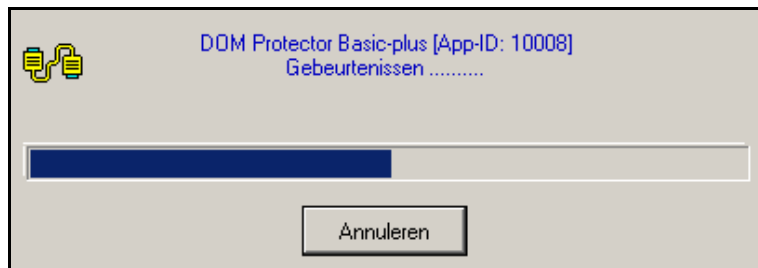 DOM Protector Basic-plus [App-ID: 10008]
Gebeurtenissen ..........
Annuleren